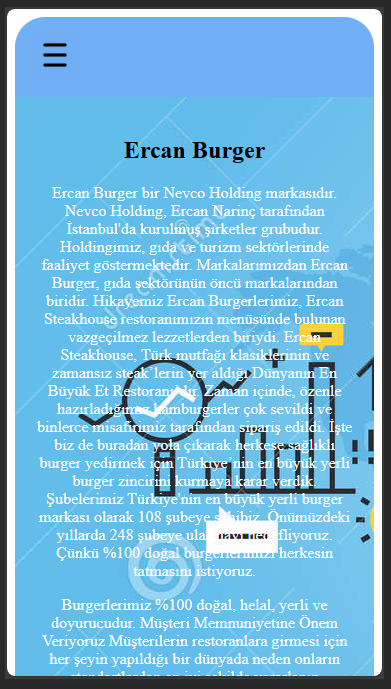 Ercan Burger
Ercan Burger bir Nevco Holding markasıdır.
Nevco Holding, Ercan Narinç tarafından
İstanbul'da kurulmuş şirketler grubudur.
Holdingimiz, gıda ve turizm sektörlerinde
faaliyet göstermektedir. Markalarımızdan Ercan
Burger, gıda sektörünün öncü markalarından
biridir. Hikayemiz Ercan Burgerlerimiz, Ercan
Steakhouse restoranımızın menüsünde bulunan
vazgeçilmez lezzetlerden biriydi. Ercan
Steakhouse, Türk mutfağı klasiklerinin ve
zamansız steak'lerin yer aldığı Dünyanın En
Büyük Et Restoranıdır. Zaman içinde, özenle
hazırladığımız hamburgerler çok sevildi ve
binlerce misafirimiz tarafından sipariş edildi. İşte
biz de buradan yola çıkarak herkese sağlıklı
burger yedirmek için Türkiye'nin en büyük yerli
burger zincirini kurmaya karar verdik.
Şubelerimiz Türkiye'nin en büyük yerli burger
markası olarak 108 şubeye sahibiz. Önümüzdeki
yıllarda 248 şubeye ulaşmayı hedefliyoruz.
Çünkü %100 doğal burgerlerimizi herkesin
tatmasını istiyoruz.
Burgerlerimiz %100 doğal, helal, yerli ve
doyurucudur. Müşteri Memnuniyetine Önem
Veriyoruz Müşterilerin restoranlara girmesi için
her şeyin yapıldığı bir dünyada neden onların